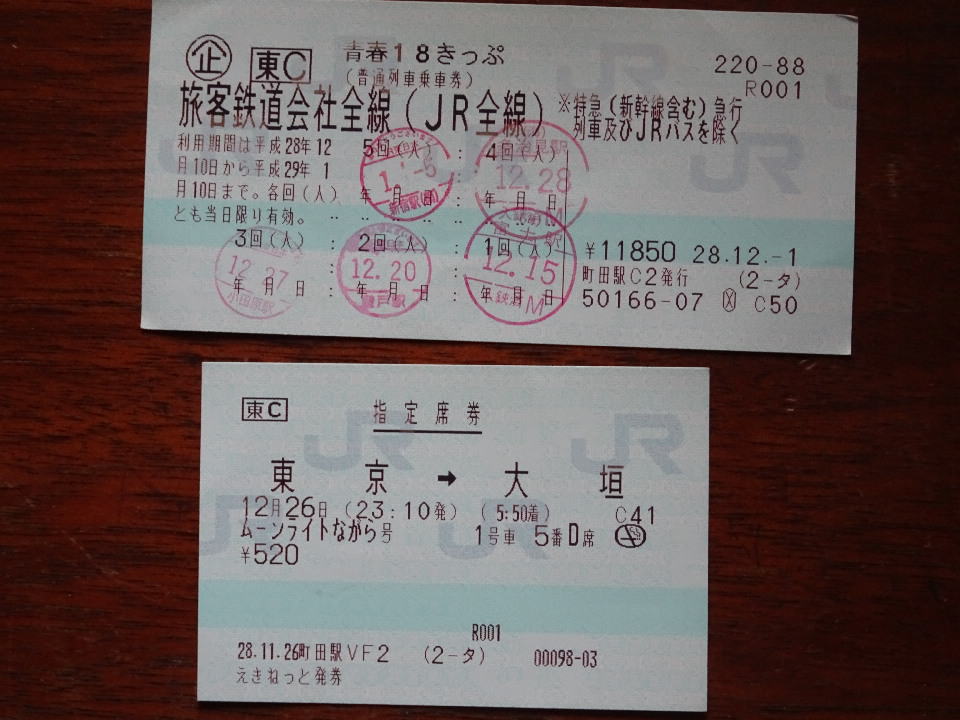 企 東C 青春18きっぷ
(普通列車乗車券)
220-88
R001
旅客鉄道会社全線(JR全線)
※特急(新幹線含む)急行
列車及びJRバスを除く
利用期間は平成28年12
月10日から平成29年 1
月10日まで。各回(人)
とも当日限り有効。
5回(人) : 4回(人)
年 月 日 : 年 月 日
1.-5
12.28
3回(人) : 2回(人) : 1回(人)
年 月 日 : 年 月 日 : 年 月 日
12.27
小田原駅
12.20
12.15
M
¥11850 28.12.-1
町田駅C2発行 (2-タ)
50166-07 C50
東C 指定席券
東京 → 大垣
12月26日 (23:10発) (5:50着) C41
ムーンライトながら号 1号車 5番D席
¥520
R001
28.11.26町田駅VF2 (2-タ) 00098-03
えきねっと発券
JR